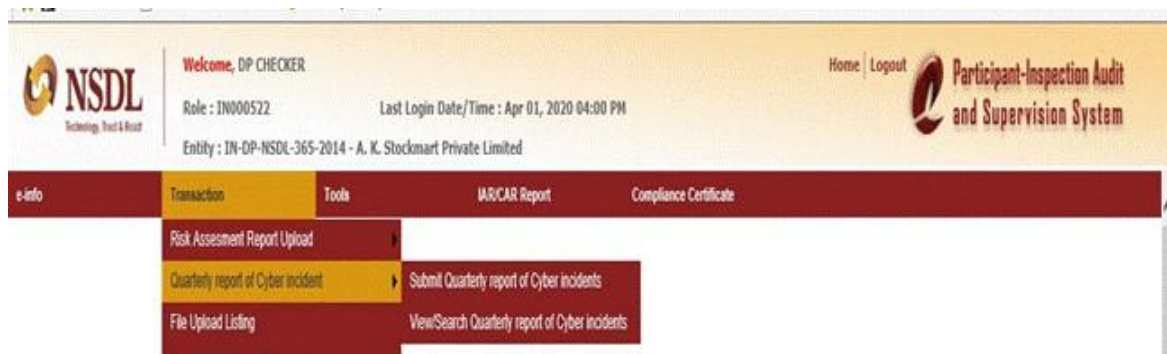 NSDL
Technology, Trust & Reach
Welcome, DP CHECKER
Role : IN000522
Last Login Date/Time : Apr 01, 2020 04:00 PM
Entity : IN-DP-NSDL-365-2014 - A. K. Stockmart Private Limited
Home | Logout
Participant-Inspection Audit
and Supervision System
e-info
Transaction
Tools
IAR/CAR Report
Compliance Certificate
Risk Assesment Report Upload
Quarterly report of Cyber incident
File Upload Listing
Submit Quarterly report of Cyber incidents
View/Search Quarterly report of Cyber incidents